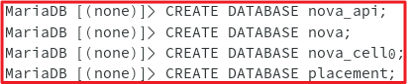 MariaDB [(none)]> CREATE DATABASE nova_api;
MariaDB [(none)]> CREATE DATABASE nova;
MariaDB [(none)]> CREATE DATABASE nova_cell0;
MariaDB [(none)]> CREATE DATABASE placement;